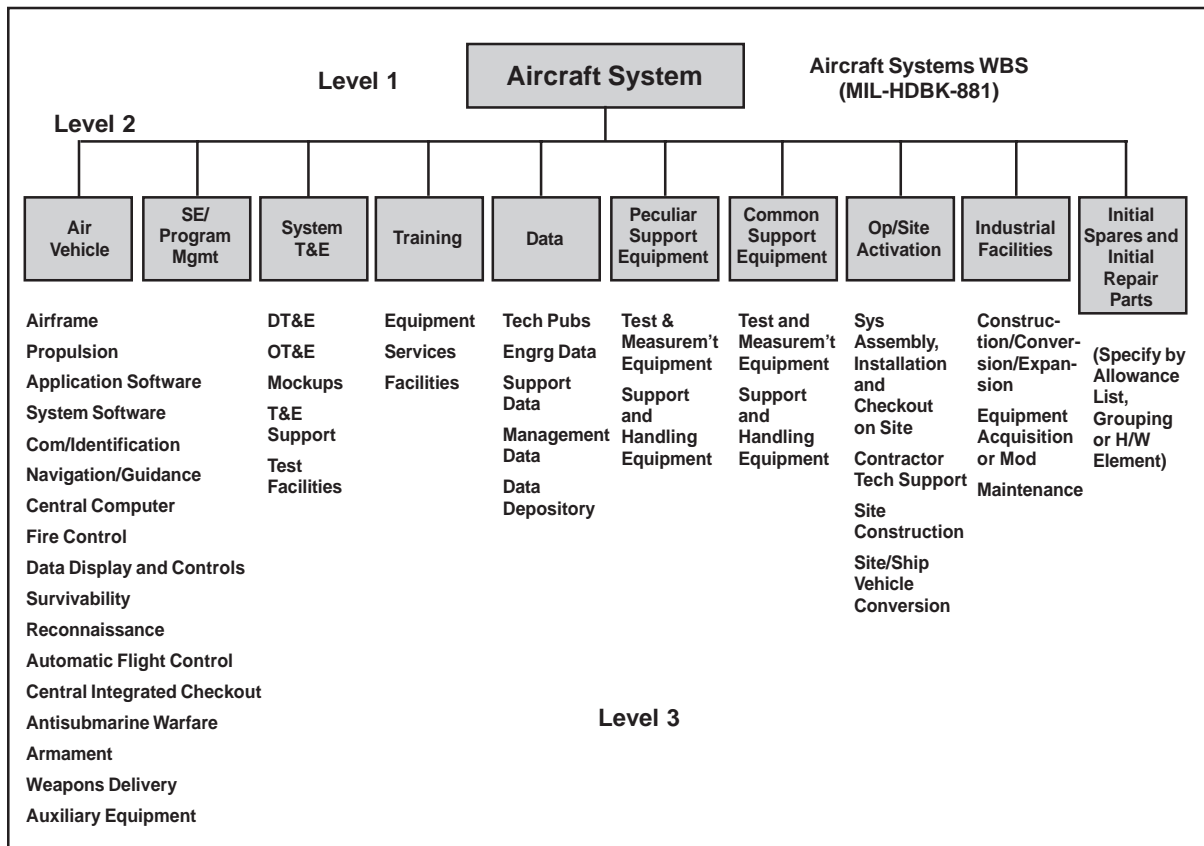 Level 1
Aircraft System
Aircraft Systems WBS
(MIL-HDBK-881)
Level 2
Air
Vehicle
SE/
Program
Mgmt
System
T&E
Training
Data
Peculiar
Support
Equipment
Common
Support
Equipment
Op/Site
Activation
Industrial
Facilities
Initial
Spares and
Initial
Repair
Parts
Airframe
Propulsion
Application Software
System Software
Com/Identification
Navigation/Guidance
Central Computer
Fire Control
Data Display and Controls
Survivability
Reconnaissance
Automatic Flight Control
Central Integrated Checkout
Antisubmarine Warfare
Armament
Weapons Delivery
Auxiliary Equipment
DT&E
OT&E
Mockups
T&E
Support
Test
Facilities
Equipment
Services
Facilities
Tech Pubs
Engrg Data
Support
Data
Management
Data
Data
Depository
Test &
Measurem't
Equipment
Support
and
Handling
Equipment
Test and
Measurem't
Equipment
Support
and
Handling
Equipment
Sys
Assembly,
Installation
and
Checkout
on Site
Contractor
Tech Support
Site
Construction
Site/Ship
Vehicle
Conversion
Construc-
tion/Conver-
sion/Expan-
sion
Equipment
Acquisition
or Mod
Maintenance
(Specify by
Allowance
List,
Grouping
or H/W
Element)
Level 3